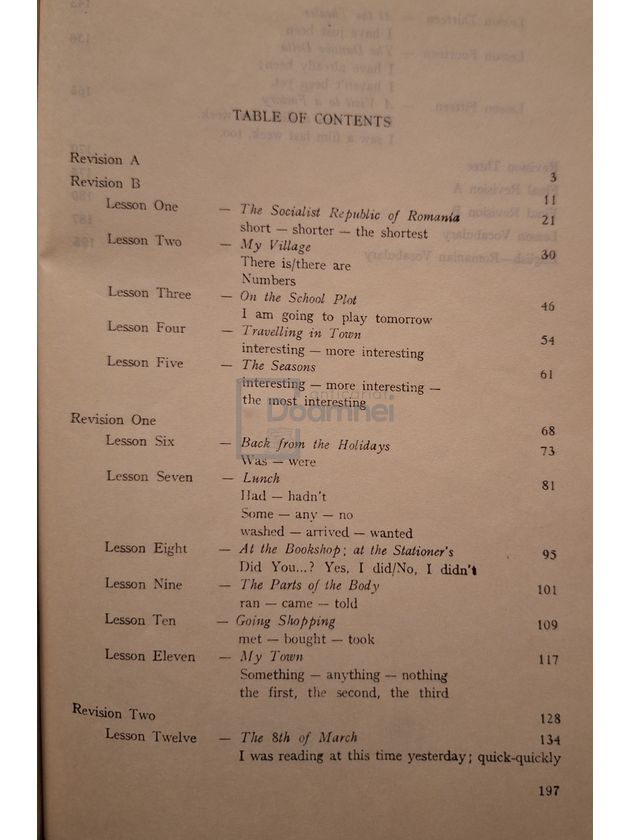 TABLE OF CONTENTS
Revision A 3
Revision B 11
Lesson One — The Socialist Republic of Romania 21
short — shorter — the shortest
Lesson Two — My Village 30
There is/there are
Numbers
Lesson Three — On the School Plot 46
I am going to play tomorrow
Lesson Four — Travelling in Town 54
interesting — more interesting
Lesson Five — The Seasons 61
interesting — more interesting —
the most interesting
Revision One 68
Lesson Six — Back from the Holidays 73
Was — were
Lesson Seven — Lunch 81
Had — hadn't
Some — any — no
washed — arrived — wanted
Lesson Eight — At the Bookshop; at the Stationer's 95
Did You...? Yes, I did/No, I didn't
Lesson Nine — The Parts of the Body 101
ran — came — told
Lesson Ten — Going Shopping 109
met — bought — took
Lesson Eleven — My Town 117
Something — anything — nothing
the first, the second, the third
Revision Two 128
Lesson Twelve — The 8th of March 134
I was reading at this time yesterday; quick-quickly
197
anticariat
Doamnei